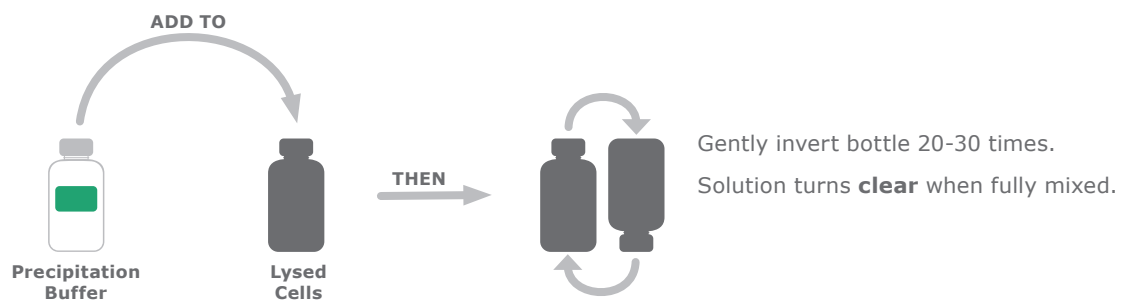 ADD TO
Precipitation
Buffer
Lysed
Cells
THEN
Gently invert bottle 20-30 times.
Solution turns clear when fully mixed.